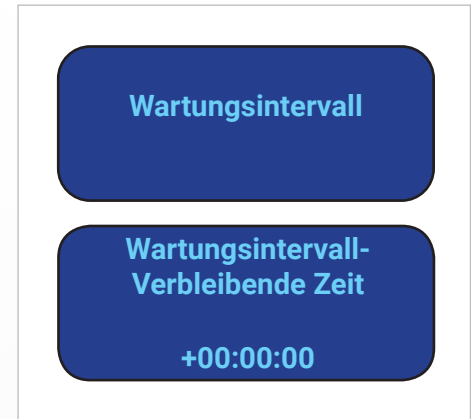 Wartungsintervall
Wartungsintervall-
Verbleibende Zeit
+00:00:00